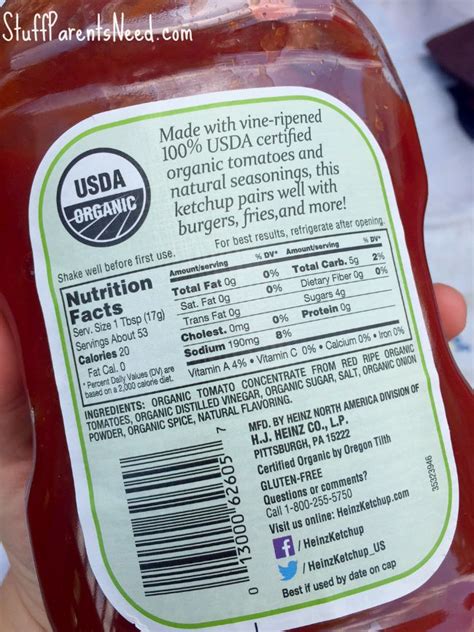 StuffParentsNeed.com
Made with vine-ripened
100% USDA certified
organic tomatoes and
natural seasonings, this
ketchup pairs well with
burgers, fries,and more!
USDA
ORGANIC
Shake well before first use.
For best results, refrigerate after opening.
Nutrition
Facts
Serv. Size 1 Tbsp (17g)
Servings About 53
Calories 20
Fat Cal. 0
*Percent Daily Values (DV) are
based on a 2,000 calorie diet.
Amount/serving % DV*
Total Fat 0g 0%
Sat. Fat 0g 0%
Trans Fat 0g
Cholest. 0mg 0%
Sodium 190mg 8%
Amount/serving % DV*
Total Carb. 5g 2%
Dietary Fiber 0g 0%
Sugars 4g
Protein 0g
Vitamin A 4% • Vitamin C 0% • Calcium 0% • Iron 0%
INGREDIENTS: ORGANIC TOMATO CONCENTRATE FROM RED RIPE ORGANIC
TOMATOES, ORGANIC DISTILLED VINEGAR, ORGANIC SUGAR, SALT, ORGANIC ONION
POWDER, ORGANIC SPICE, NATURAL FLAVORING.
MFD. BY HEINZ NORTH AMERICA DIVISION OF
H.J. HEINZ CO., L.P.
PITTSBURGH, PA 15222
Certified Organic by Oregon Tilth
GLUTEN-FREE
Questions or comments?
Call 1-800-255-5750
Visit us online: HeinzKetchup.com
f / HeinzKetchup
/ HeinzKetchup_US
Best if used by date on cap
0 13000 62605 7
35323946